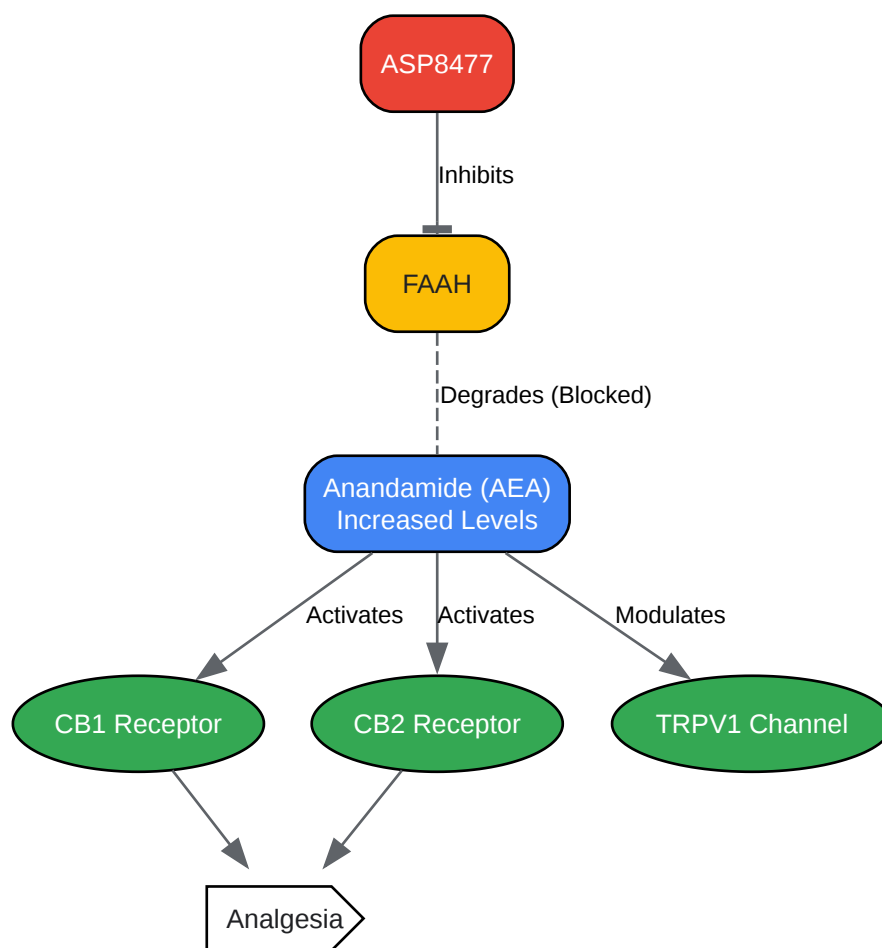 ASP8477
Inhibits
FAAH
Degrades (Blocked)
Anandamide (AEA)
Increased Levels
Activates
Activates
Modulates
CB1 Receptor
CB2 Receptor
TRPV1 Channel
Analgesia